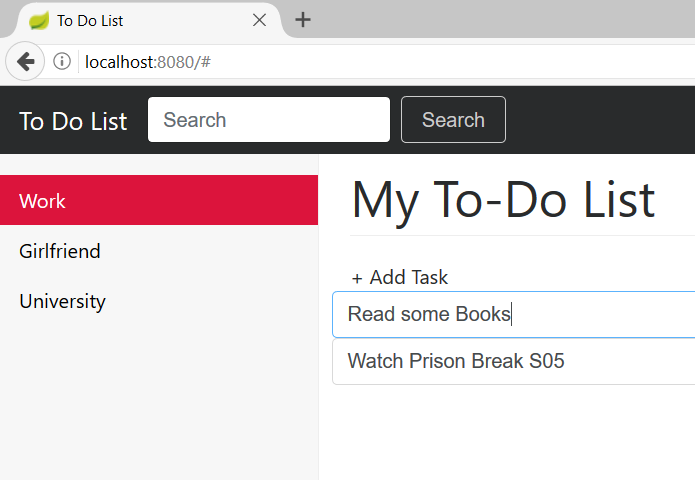 To Do List
localhost:8080/#
To Do List Search Search
Work
Girlfriend
University
My To-Do List
+ Add Task
Read some Books
Watch Prison Break S05